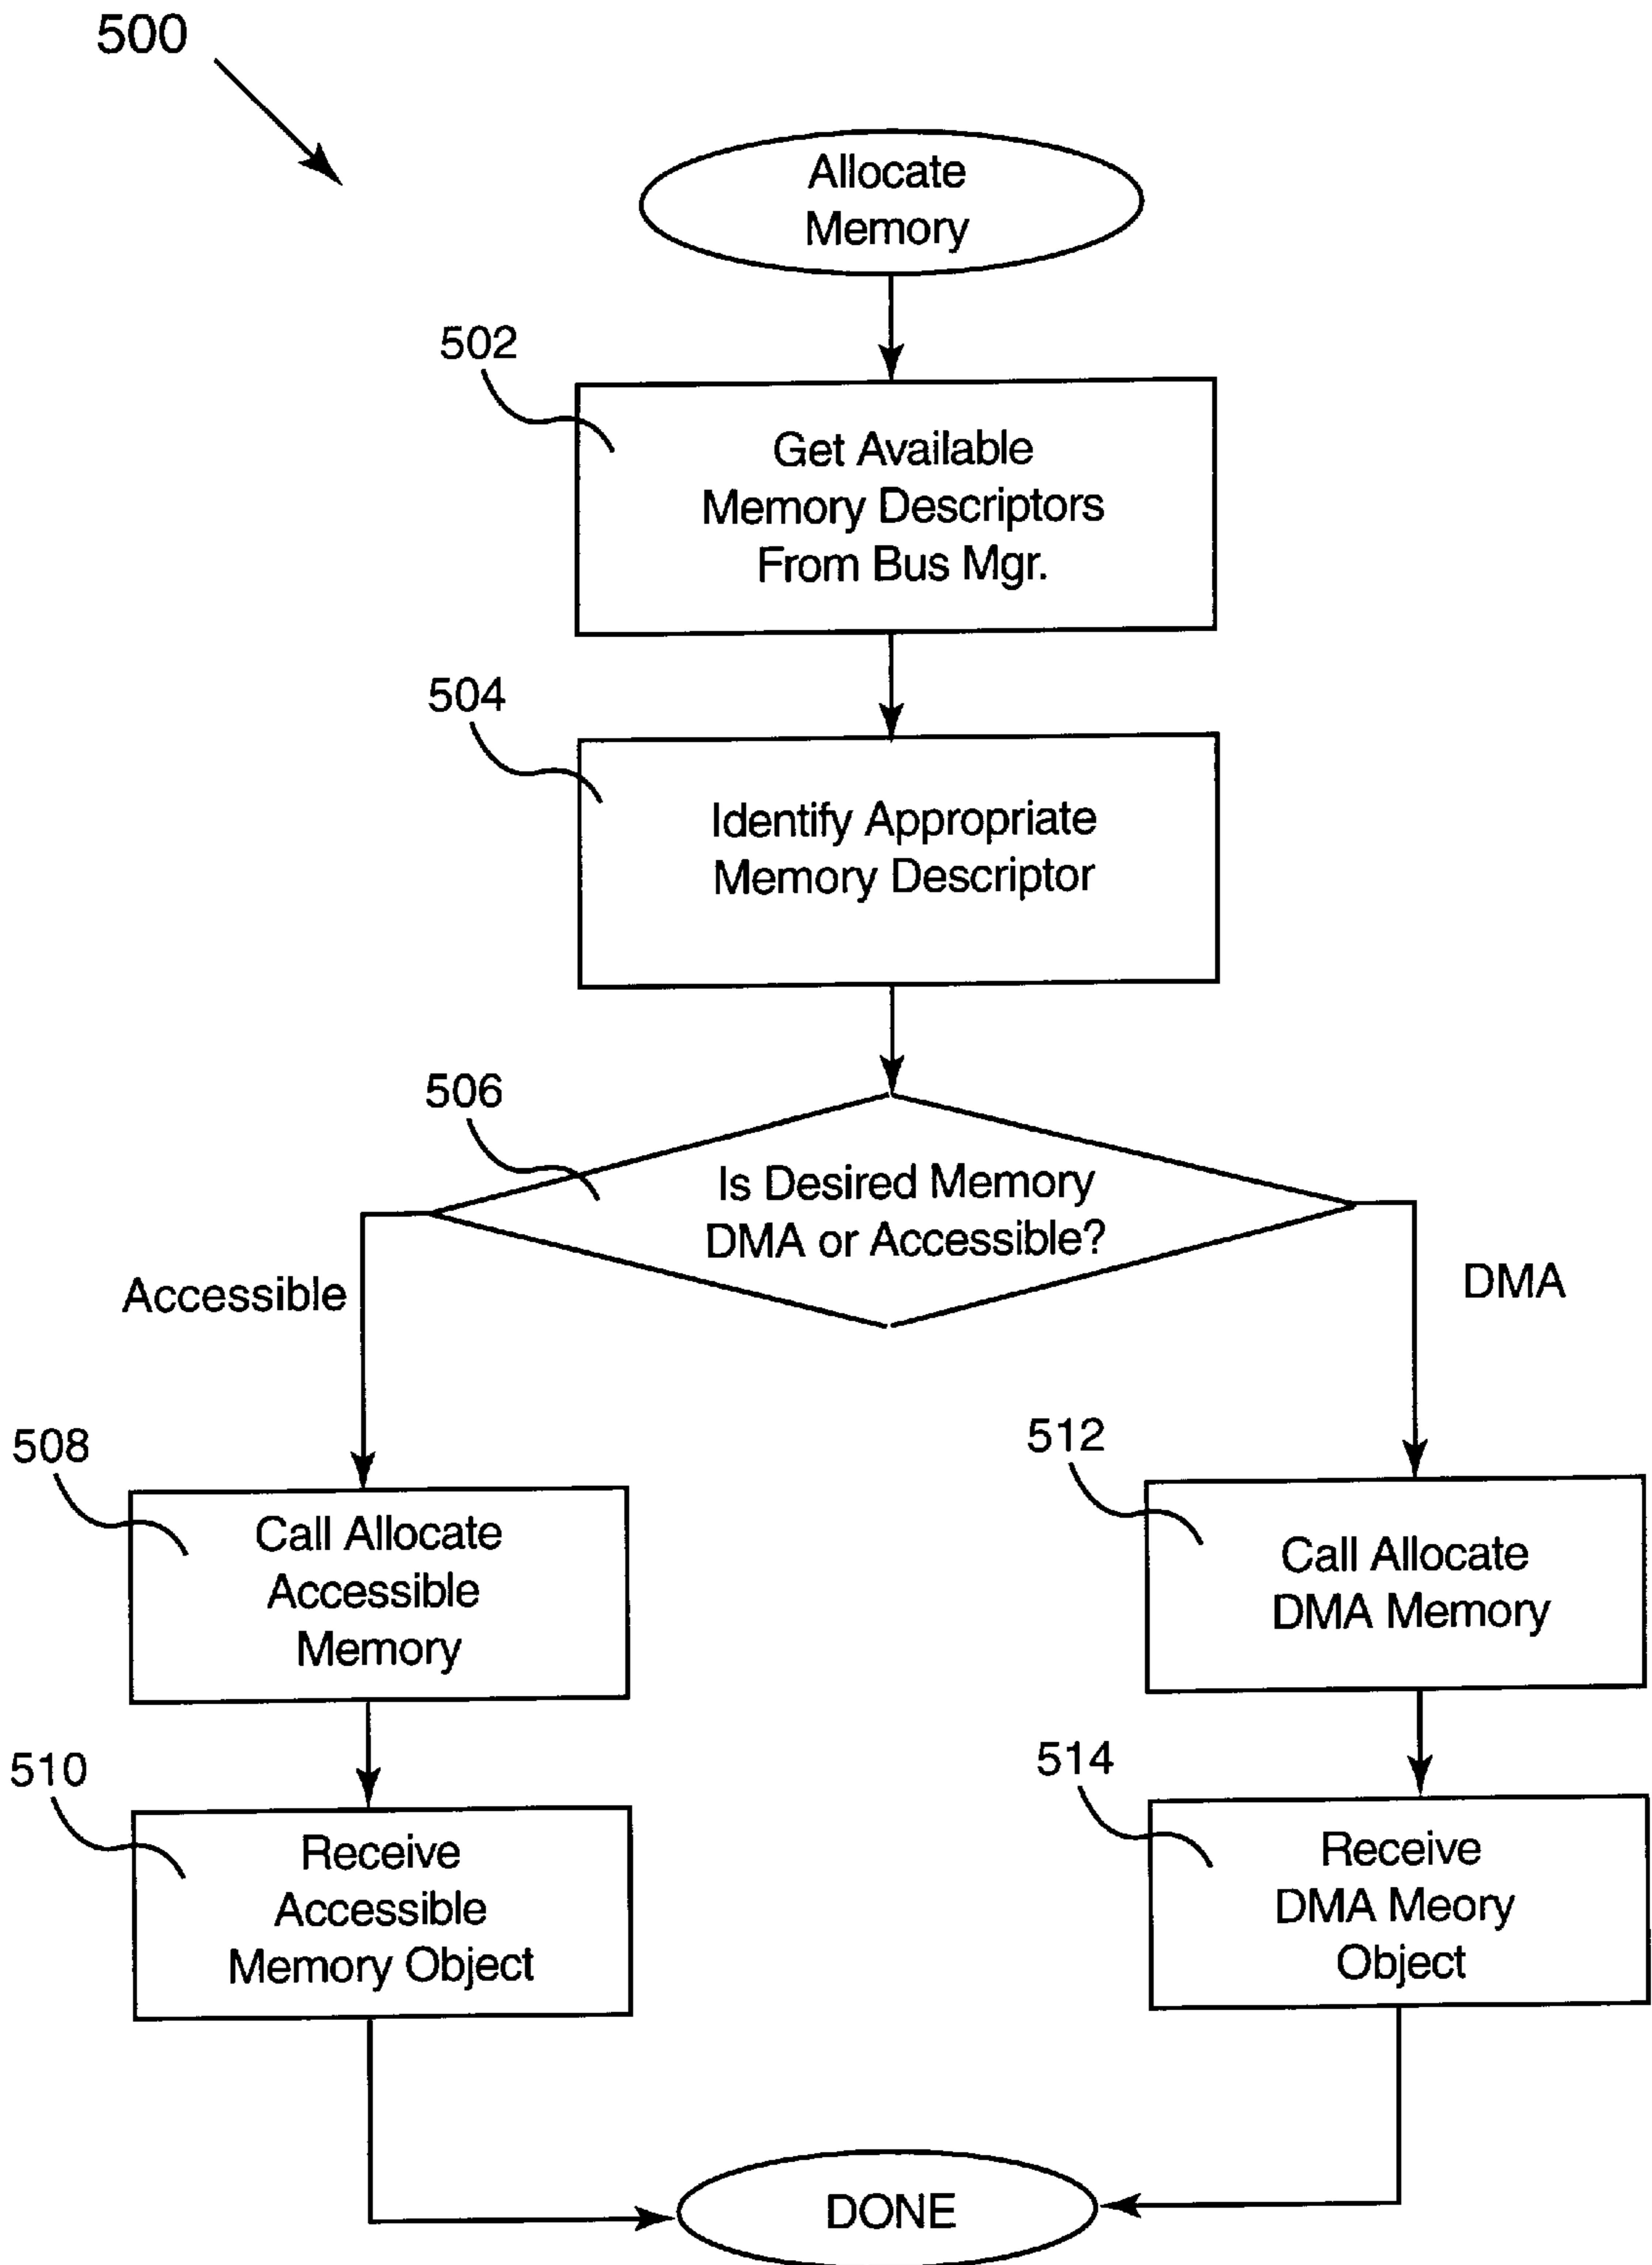 500
Allocate
Memory
502
Get Available
Memory Descriptors
From Bus Mgr.
504
Identify Appropriate
Memory Descriptor
506
Is Desired Memory
DMA or Accessible?
Accessible
DMA
508
Call Allocate
Accessible
Memory
512
Call Allocate
DMA Memory
510
Receive
Accessible
Memory Object
514
Receive
DMA Meory
Object
DONE